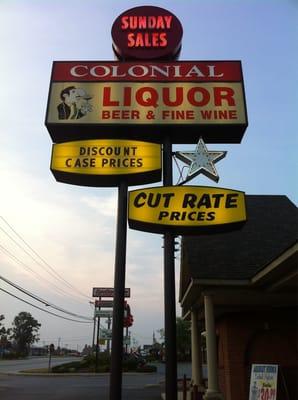 SUNDAY
SALES
COLONIAL
LIQUOR
BEER & FINE WINE
DISCOUNT
CASE PRICES
CUT RATE
PRICES